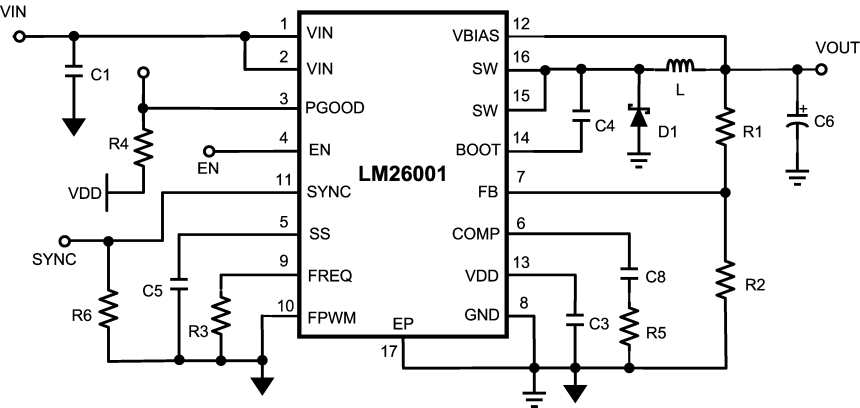 VIN
1
VIN
VBIAS
12
VOUT
2
VIN
SW
16
C1
L
3
PGOOD
SW
15
C4
D1
R1
+
C6
R4
4
EN
BOOT
14
EN
LM26001
VDD
11
SYNC
FB
7
SYNC
5
SS
COMP
6
C5
9
FREQ
VDD
13
C8
R2
R6
R3
10
FPWM
GND
8
C3
R5
EP
17